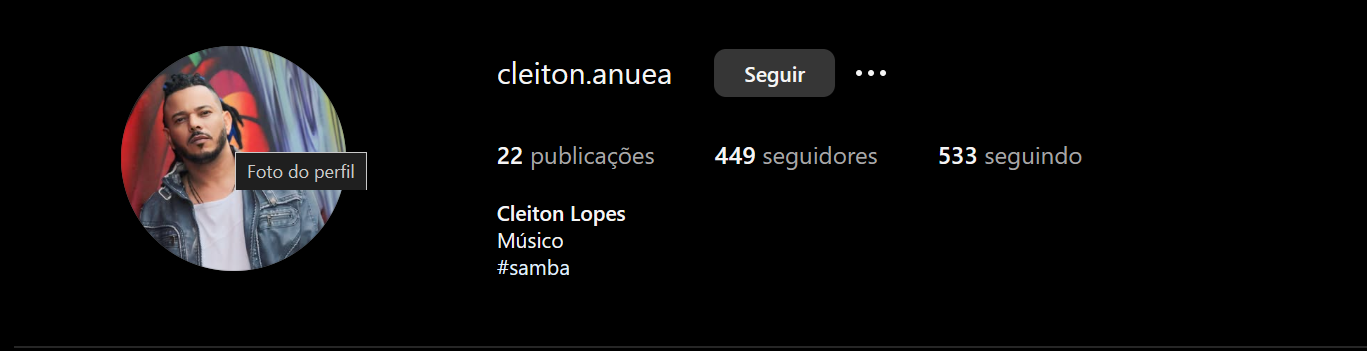 cleiton.anuea Seguir
22 publicações 449 seguidores 533 seguindo
Foto do perfil
Cleiton Lopes
Músico
#samba